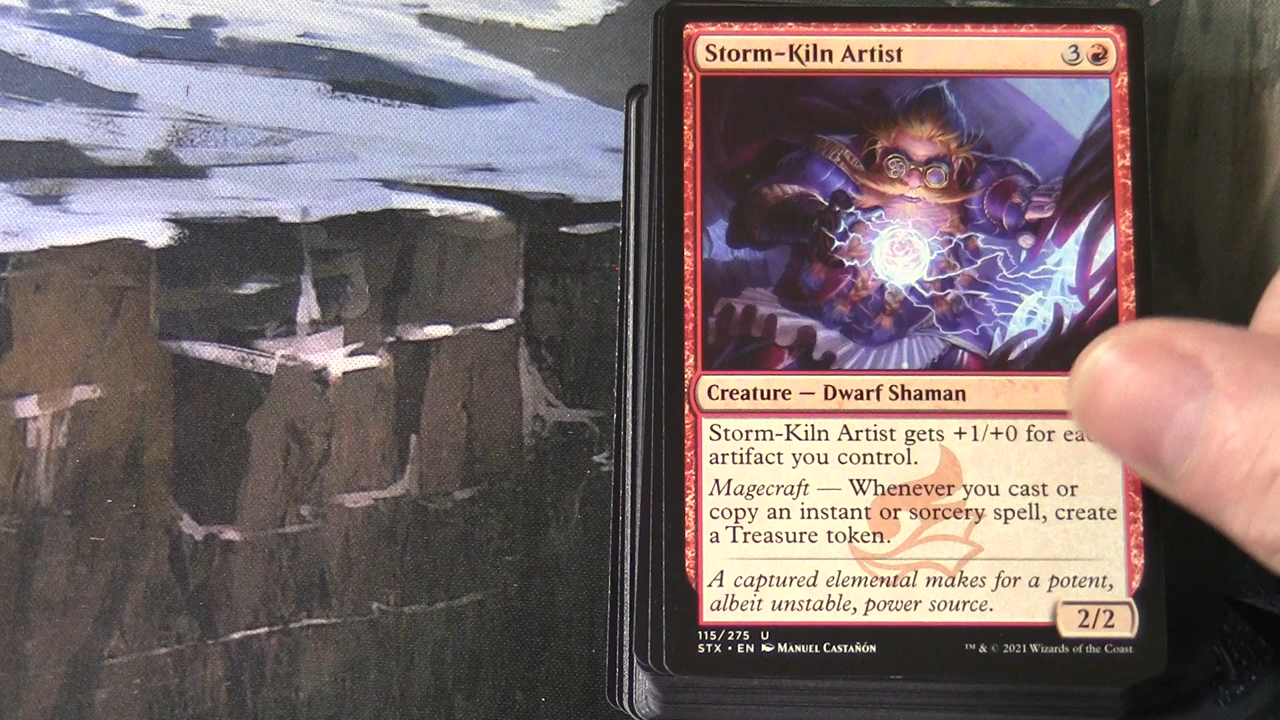 Storm-Kiln Artist 3
Creature — Dwarf Shaman
Storm-Kiln Artist gets +1/+0 for
artifact you control.
Magecraft — Whenever you cast or
copy an instant or sorcery spell, create
a Treasure token.
A captured elemental makes for a potent,
albeit unstable, power source.
2/2
115/275 U
STX • EN Manuel Castañón
™ & © 2021 Wizards of the Coast